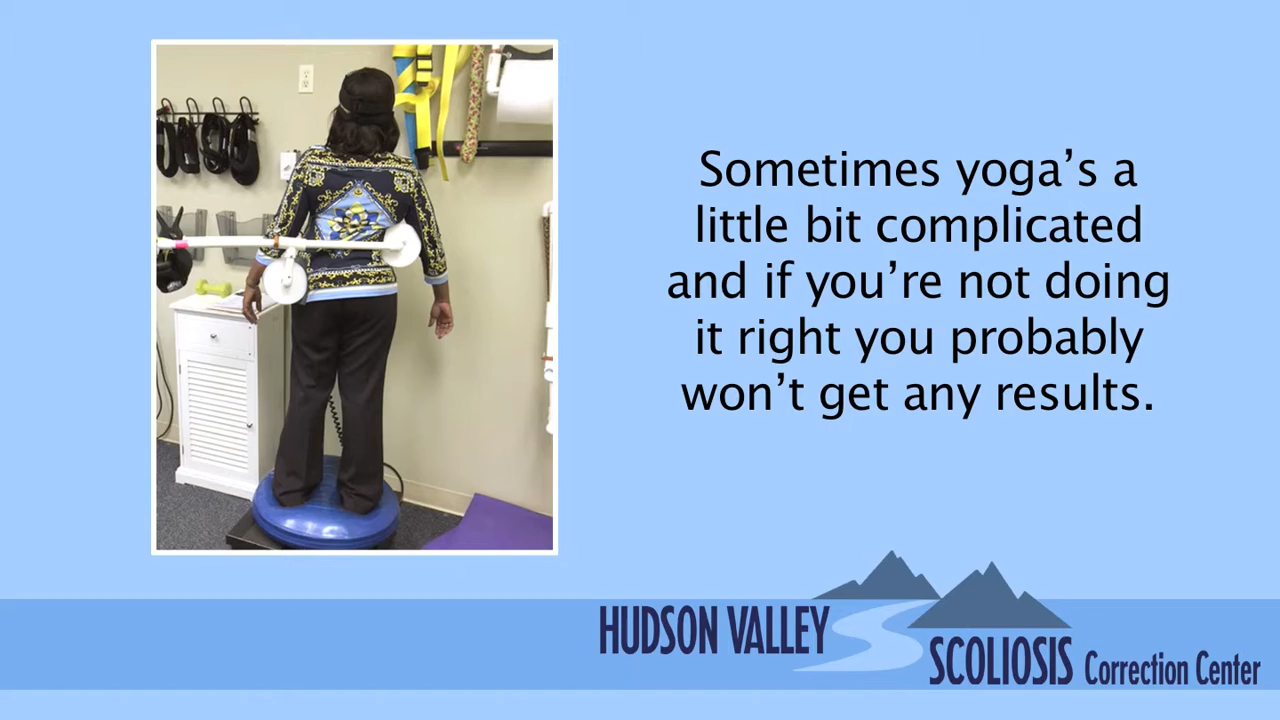 Sometimes yoga’s a
little bit complicated
and if you’re not doing
it right you probably
won’t get any results.
HUDSON VALLEY
SCOLIOSIS Correction Center